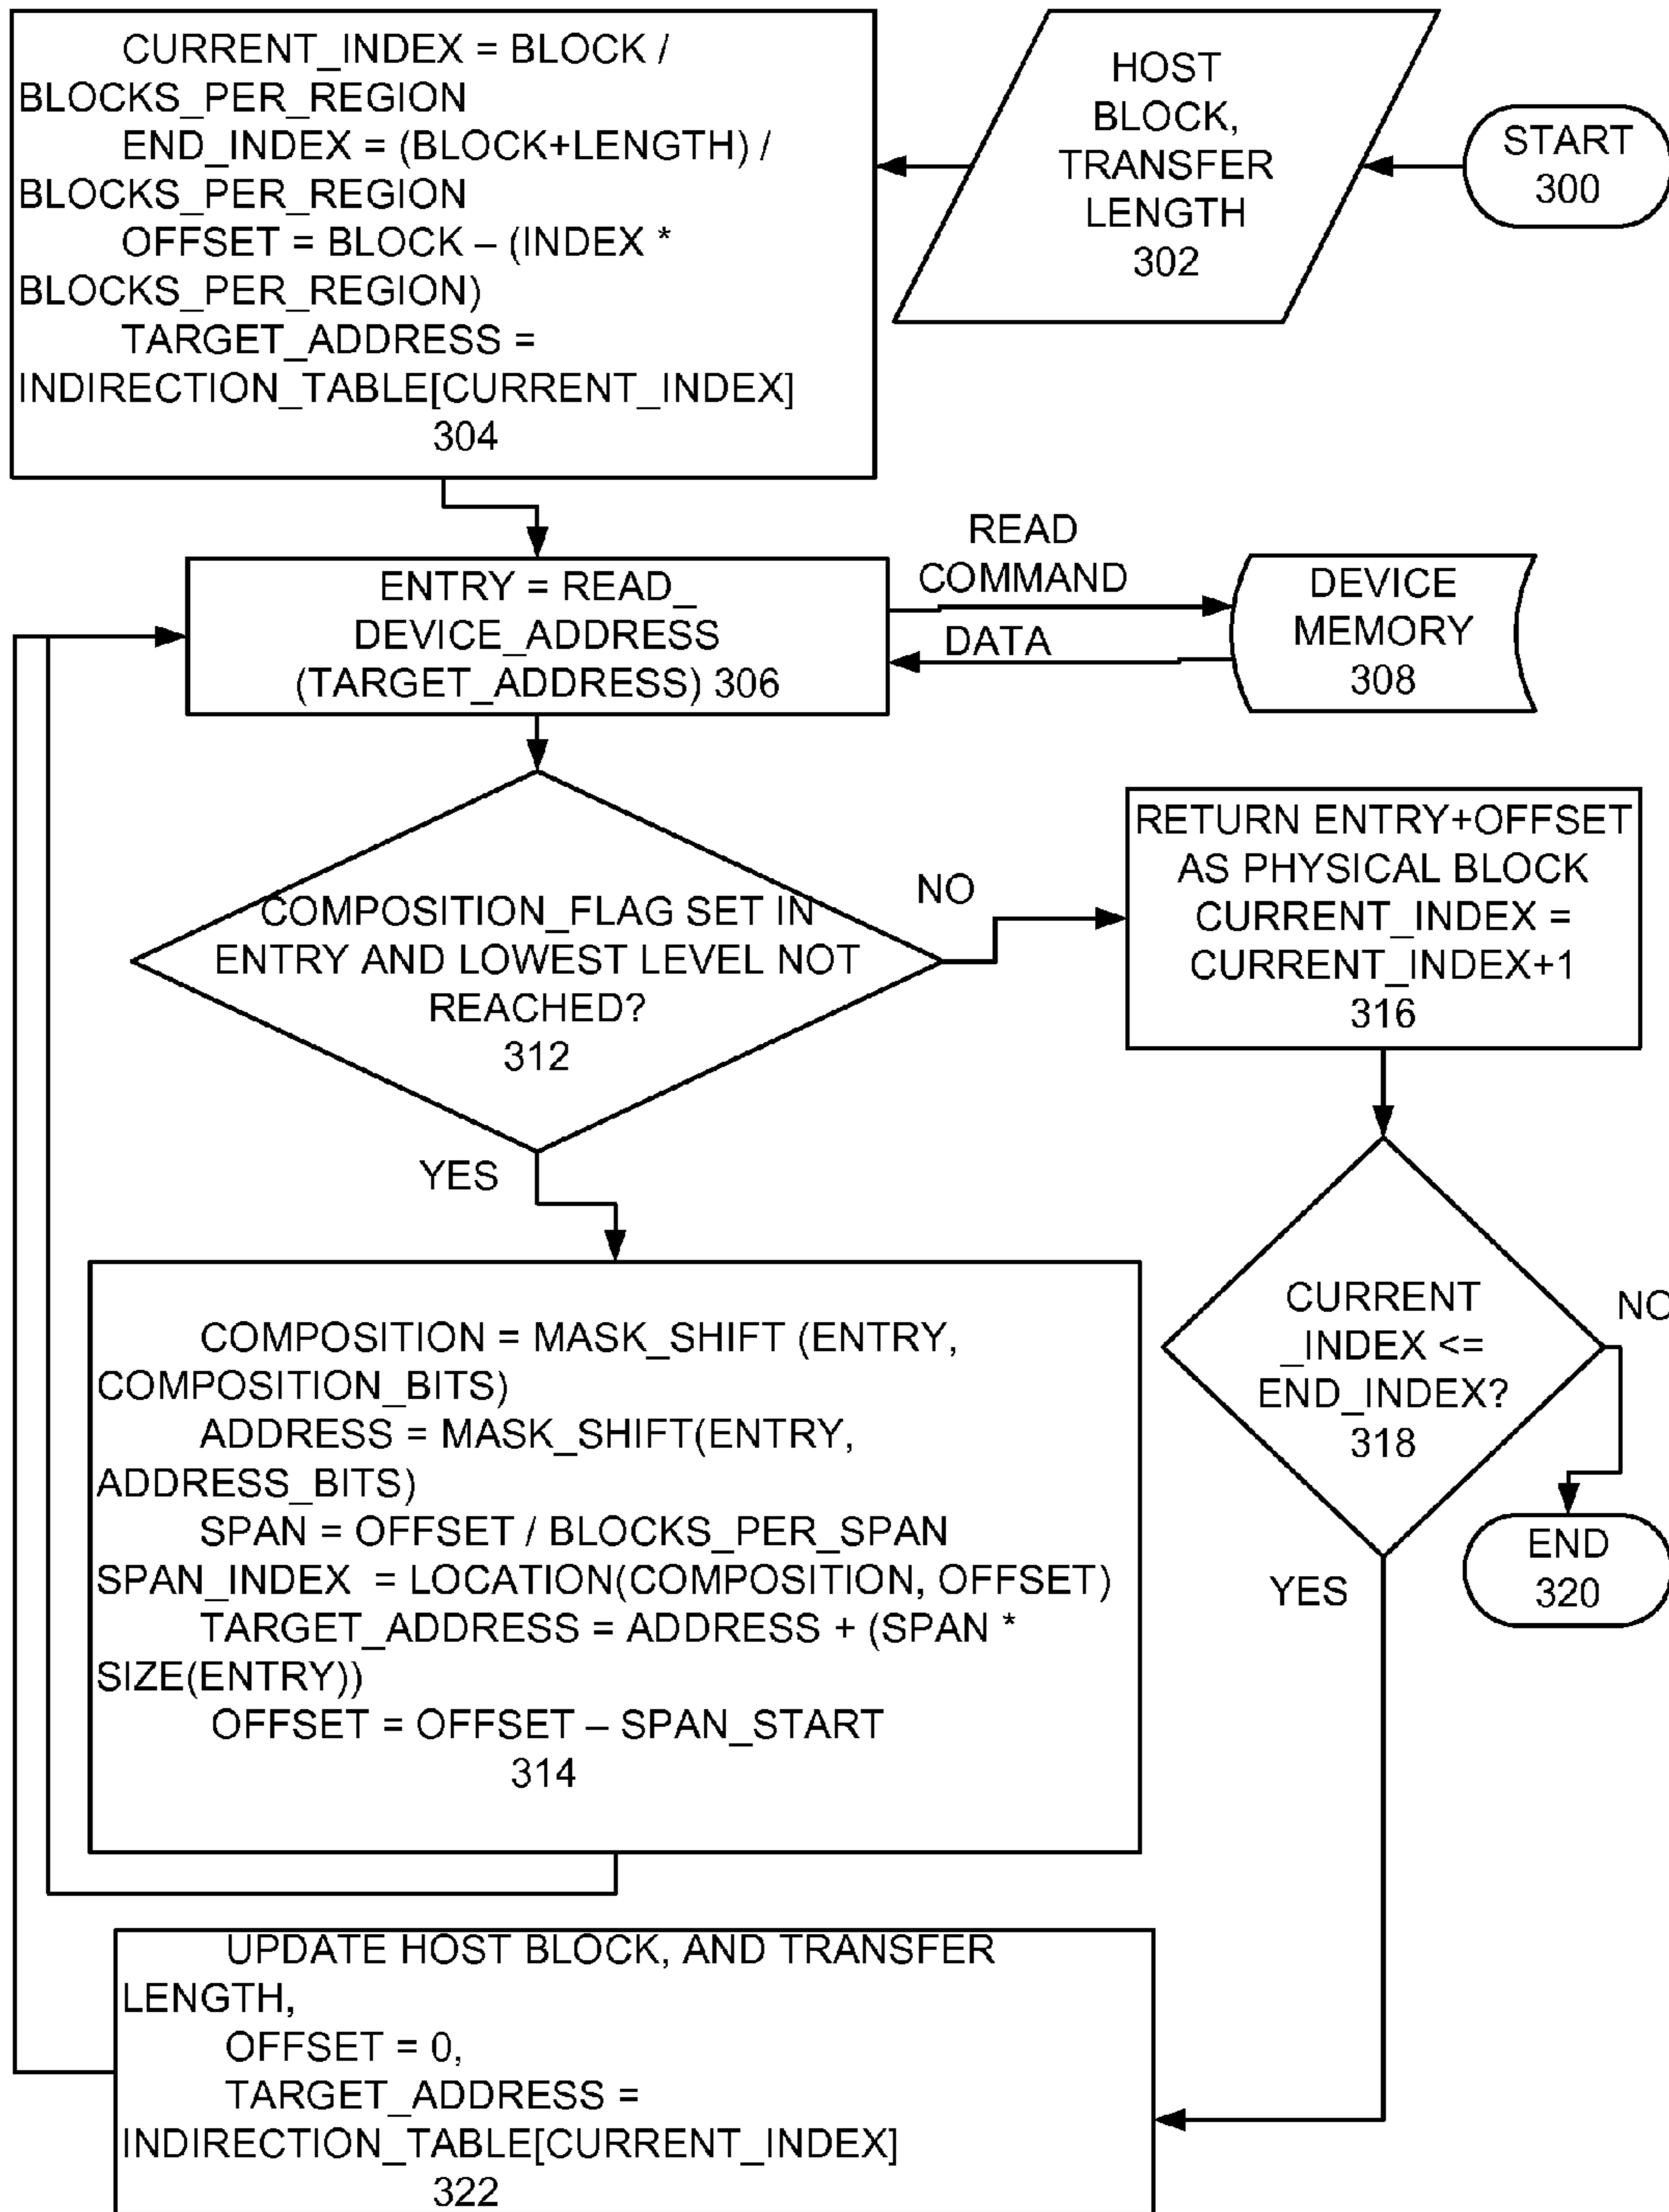 START
300
HOST
BLOCK,
TRANSFER
LENGTH
302
CURRENT_INDEX = BLOCK /
BLOCKS_PER_REGION
END_INDEX = (BLOCK+LENGTH) /
BLOCKS_PER_REGION
OFFSET = BLOCK – (INDEX *
BLOCKS_PER_REGION)
TARGET_ADDRESS =
INDIRECTION_TABLE[CURRENT_INDEX]
304
ENTRY = READ_
DEVICE_ADDRESS
(TARGET_ADDRESS) 306
READ
COMMAND
DATA
DEVICE
MEMORY
308
COMPOSITION_FLAG SET IN
ENTRY AND LOWEST LEVEL NOT
REACHED?
312
NO
RETURN ENTRY+OFFSET
AS PHYSICAL BLOCK
CURRENT_INDEX =
CURRENT_INDEX+1
316
YES
COMPOSITION = MASK_SHIFT (ENTRY,
COMPOSITION_BITS)
ADDRESS = MASK_SHIFT(ENTRY,
ADDRESS_BITS)
SPAN = OFFSET / BLOCKS_PER_SPAN
SPAN_INDEX = LOCATION(COMPOSITION, OFFSET)
TARGET_ADDRESS = ADDRESS + (SPAN *
SIZE(ENTRY))
OFFSET = OFFSET – SPAN_START
314
CURRENT
_INDEX <=
END_INDEX?
318
NO
END
320
YES
UPDATE HOST BLOCK, AND TRANSFER
LENGTH,
OFFSET = 0,
TARGET_ADDRESS =
INDIRECTION_TABLE[CURRENT_INDEX]
322